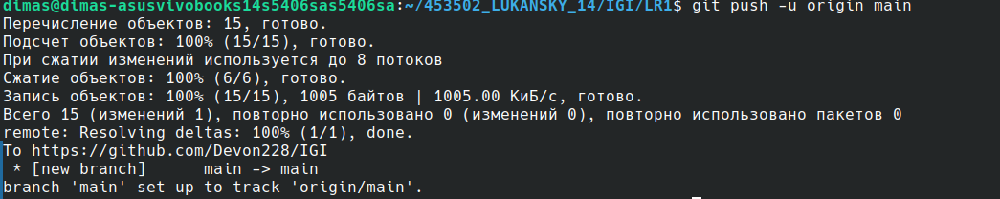 dimas@dimas-asusvivobooks14s5406sas5406sa:~/453502_LUKANSKY_14/IGI/LR1$ git push -u origin main
Перечисление объектов: 15, готово.
Подсчет объектов: 100% (15/15), готово.
При сжатии изменений используется до 8 потоков
Сжатие объектов: 100% (6/6), готово.
Запись объектов: 100% (15/15), 1005 байтов | 1005.00 КиБ/с, готово.
Всего 15 (изменений 1), повторно использовано 0 (изменений 0), повторно использовано пакетов 0
remote: Resolving deltas: 100% (1/1), done.
To https://github.com/Devon228/IGI
 * [new branch]      main -> main
branch 'main' set up to track 'origin/main'.